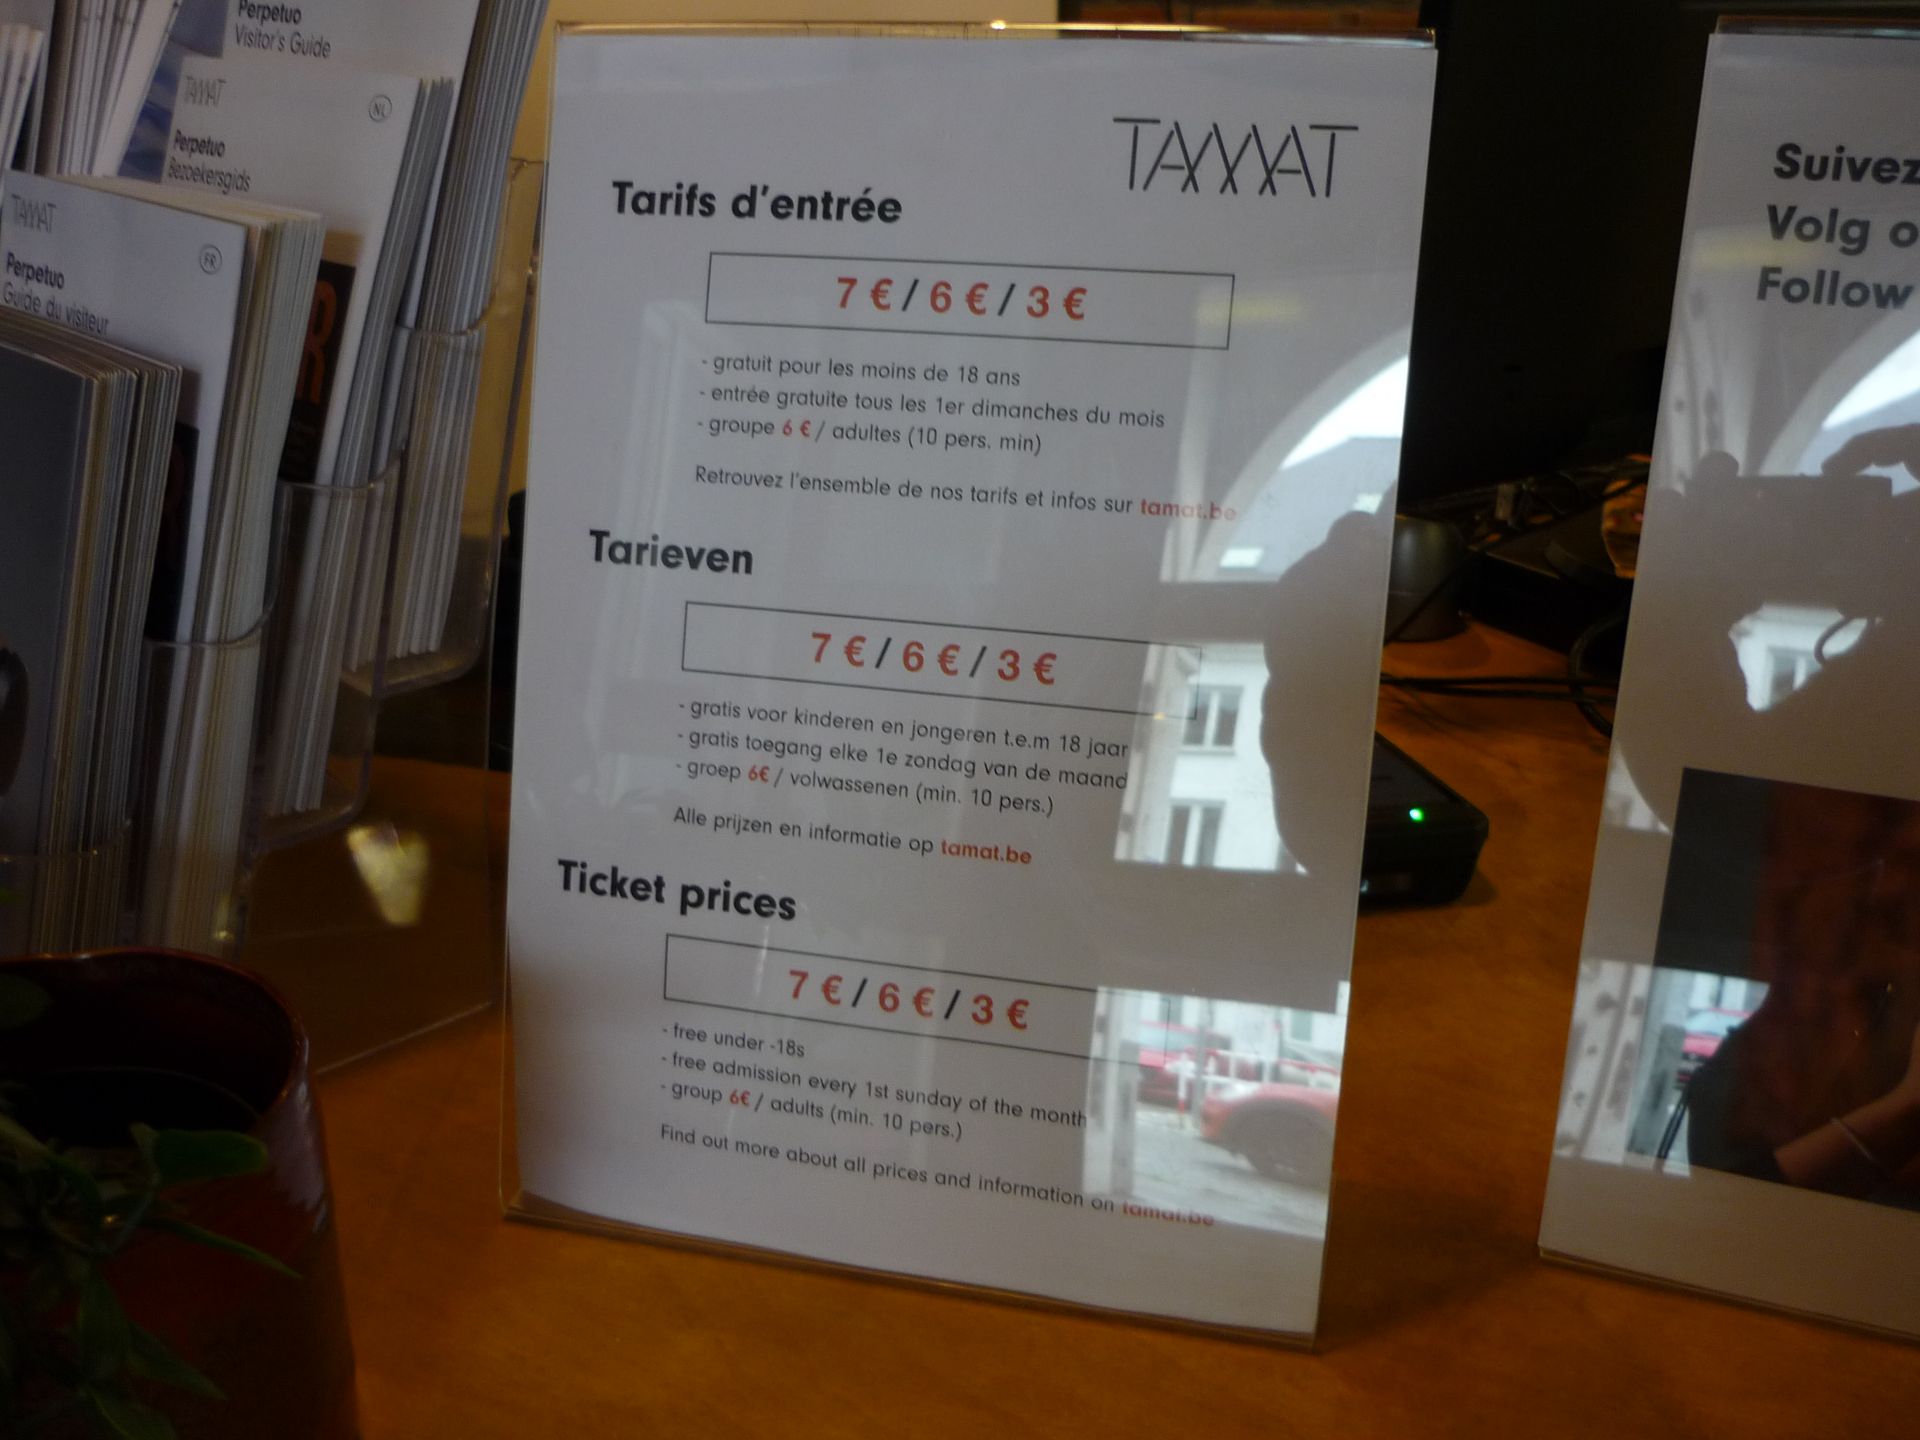 Perpetuo
Visitor's Guide
TAMAT
NL
Perpetuo
Bezoekersgids
TAMAT
FR
Perpetuo
Guide du visiteur
TAMAT
Tarifs d'entrée
7 € / 6 € / 3 €
- gratuit pour les moins de 18 ans
- entrée gratuite tous les 1er dimanches du mois
- groupe 6 € / adultes (10 pers. min)
Retrouvez l'ensemble de nos tarifs et infos sur tamat.be
Tarieven
7 € / 6 € / 3 €
- gratis voor kinderen en jongeren t.e.m 18 jaar
- gratis toegang elke 1e zondag van de maand
- groep 6€ / volwassenen (min. 10 pers.)
Alle prijzen en informatie op tamat.be
Ticket prices
7 € / 6 € / 3 €
- free under -18s
- free admission every 1st sunday of the month
- group 6€ / adults (min. 10 pers.)
Find out more about all prices and information on tamat.be
Suivez
Volg o
Follow